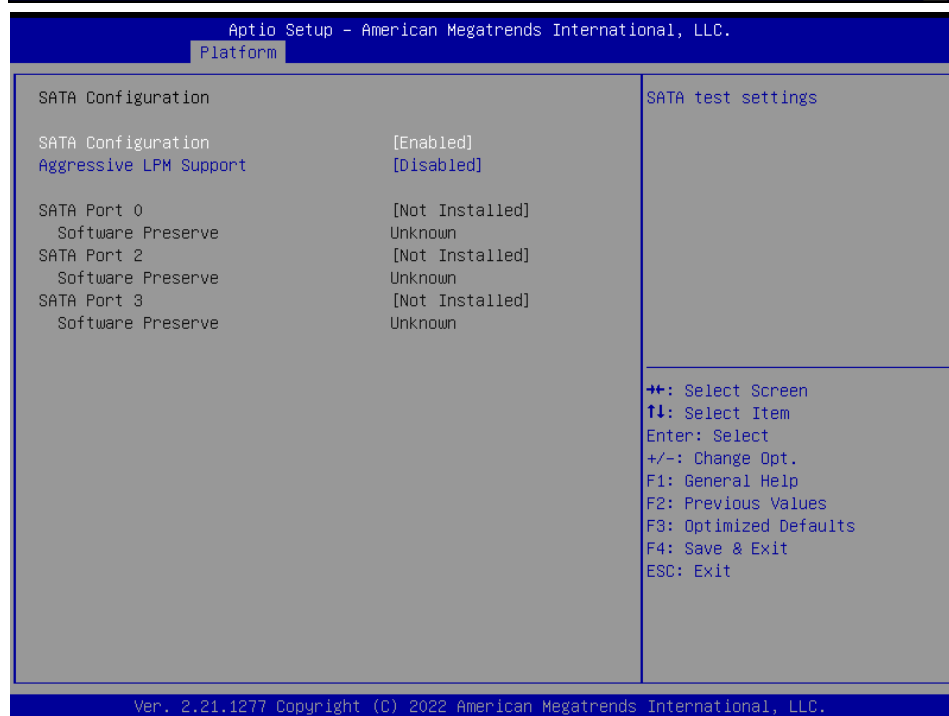 Aptio Setup – American Megatrends International, LLC.
Platform
SATA Configuration
SATA Configuration [Enabled]
Aggressive LPM Support [Disabled]
SATA Port 0 [Not Installed]
Software Preserve Unknown
SATA Port 2 [Not Installed]
Software Preserve Unknown
SATA Port 3 [Not Installed]
Software Preserve Unknown
SATA test settings
→←: Select Screen
↑↓: Select Item
Enter: Select
+/-: Change Opt.
F1: General Help
F2: Previous Values
F3: Optimized Defaults
F4: Save & Exit
ESC: Exit
Ver. 2.21.1277 Copyright (C) 2022 American Megatrends International, LLC.